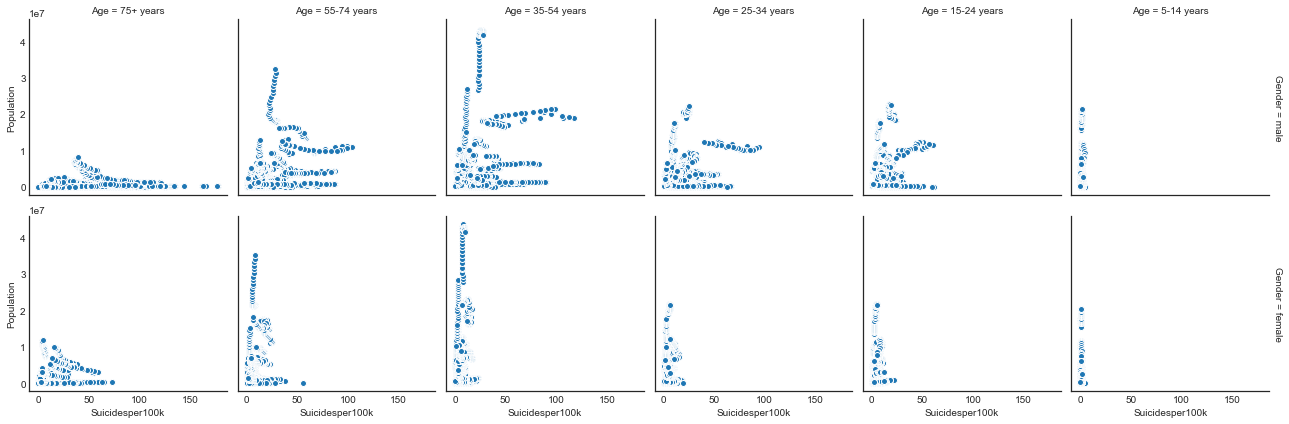 Age = 75+ years Age = 55-74 years Age = 35-54 years Age = 25-34 years Age = 15-24 years Age = 5-14 years
1e7
4
3
2
1
0
Population
Gender = male
1e7
4
3
2
1
0
Population
Gender = female
0 50 100 150 0 50 100 150 0 50 100 150 0 50 100 150 0 50 100 150 0 50 100 150
Suicidesper100k Suicidesper100k Suicidesper100k Suicidesper100k Suicidesper100k Suicidesper100k